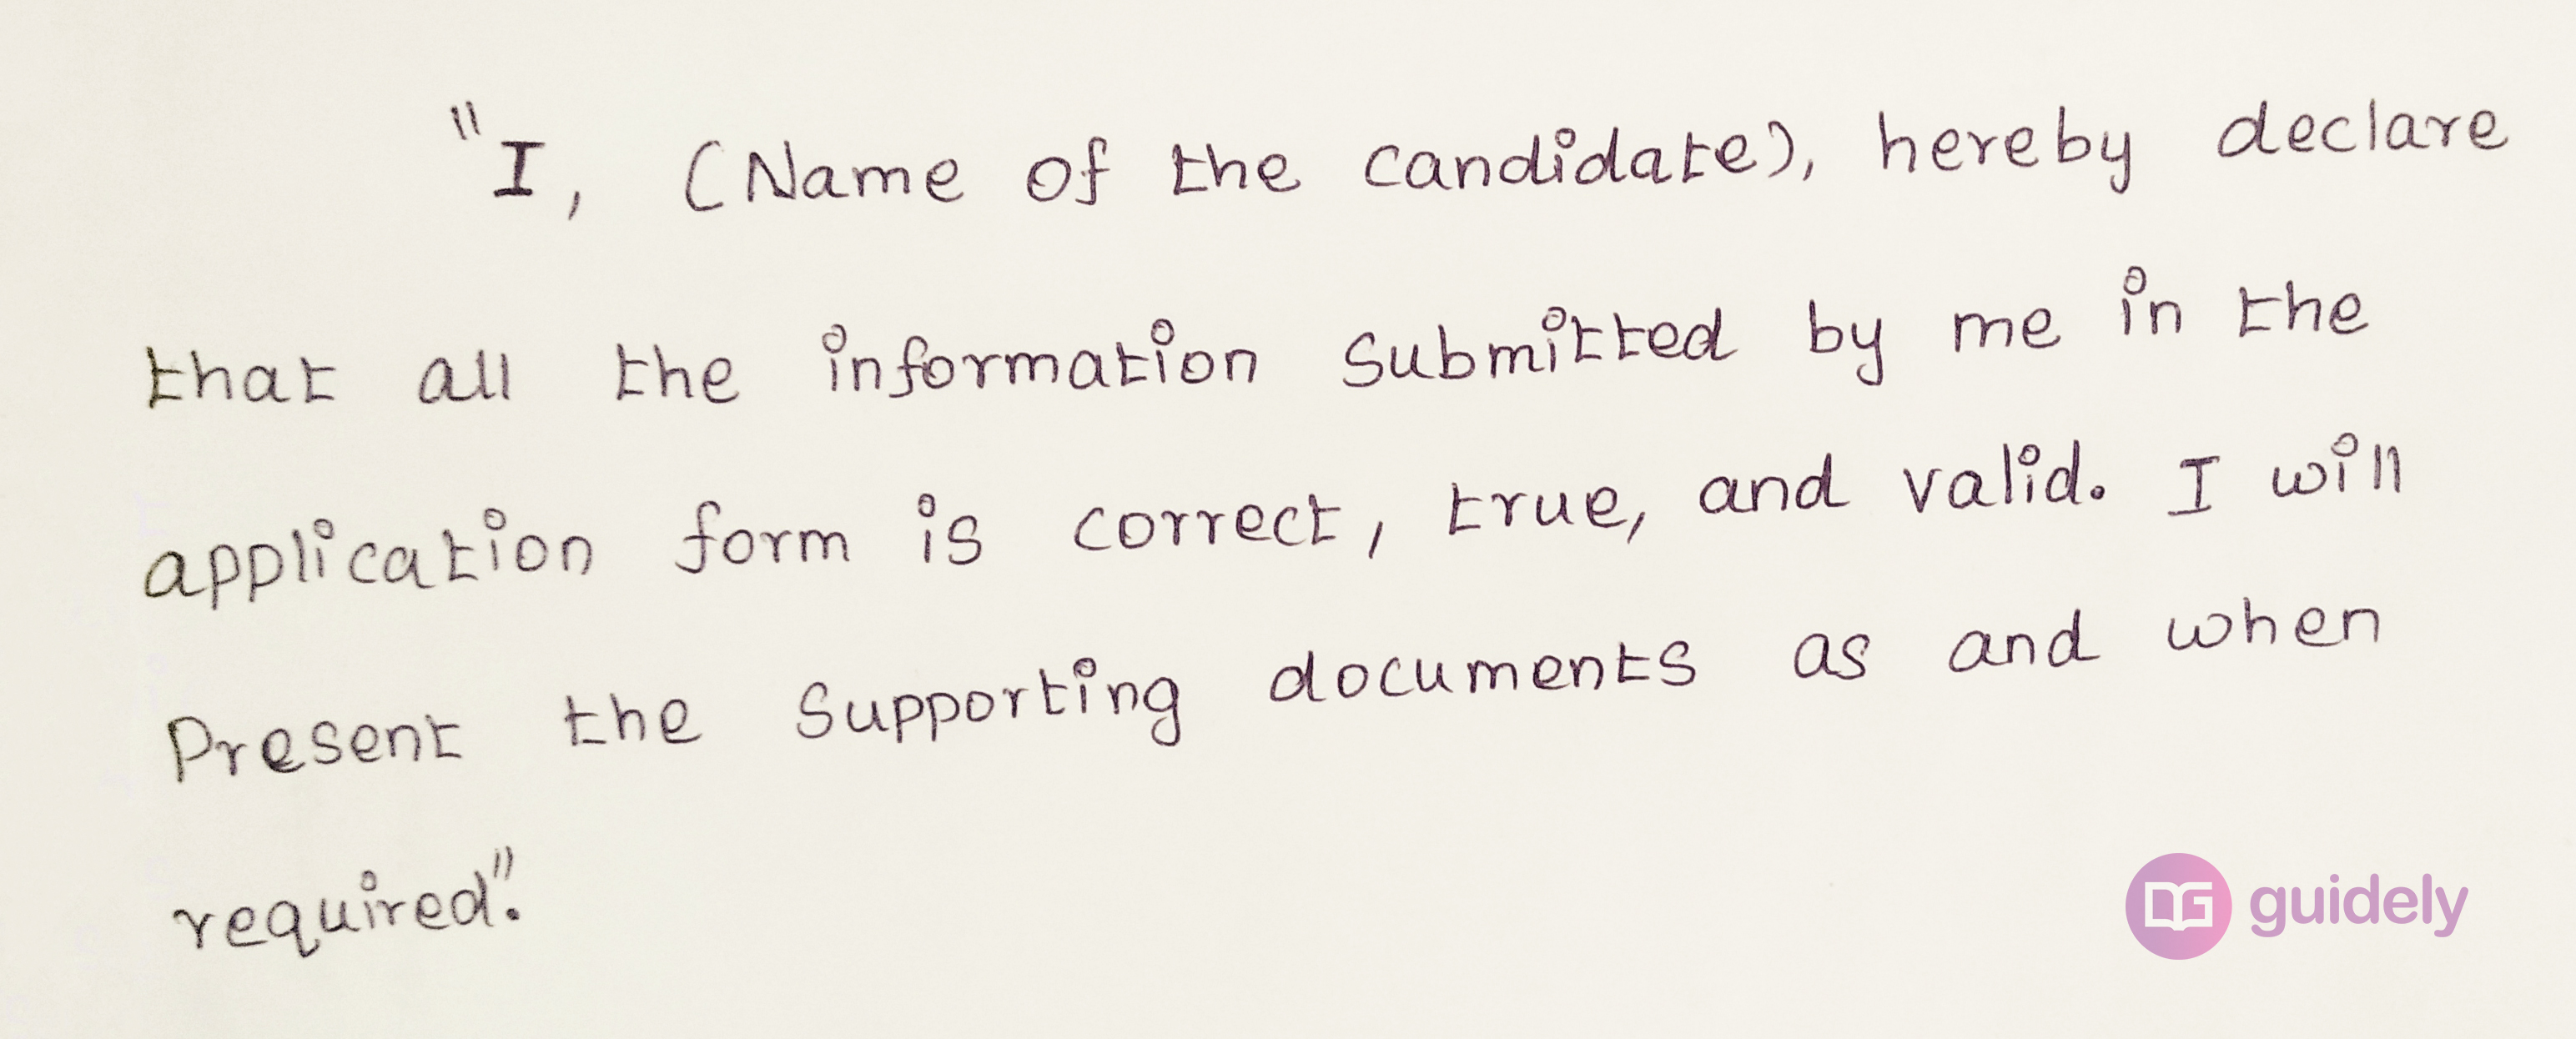 "I, (Name of the candidate), hereby declare
that all the information submitted by me in the
application form is correct, true, and valid. I will
Present the Supporting documents as and when
required".
guidely